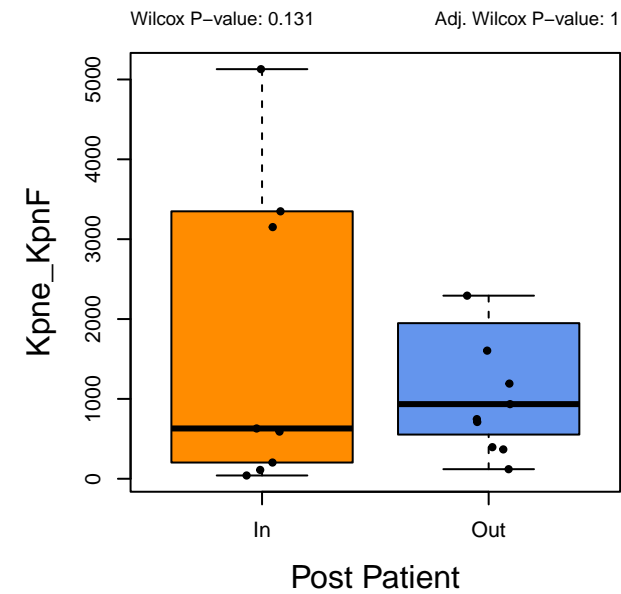 Wilcox P−value: 0.131 Adj. Wilcox P−value: 1
5000
4000
3000
2000
1000
0
Kpne_KpnF
In Out
Post Patient